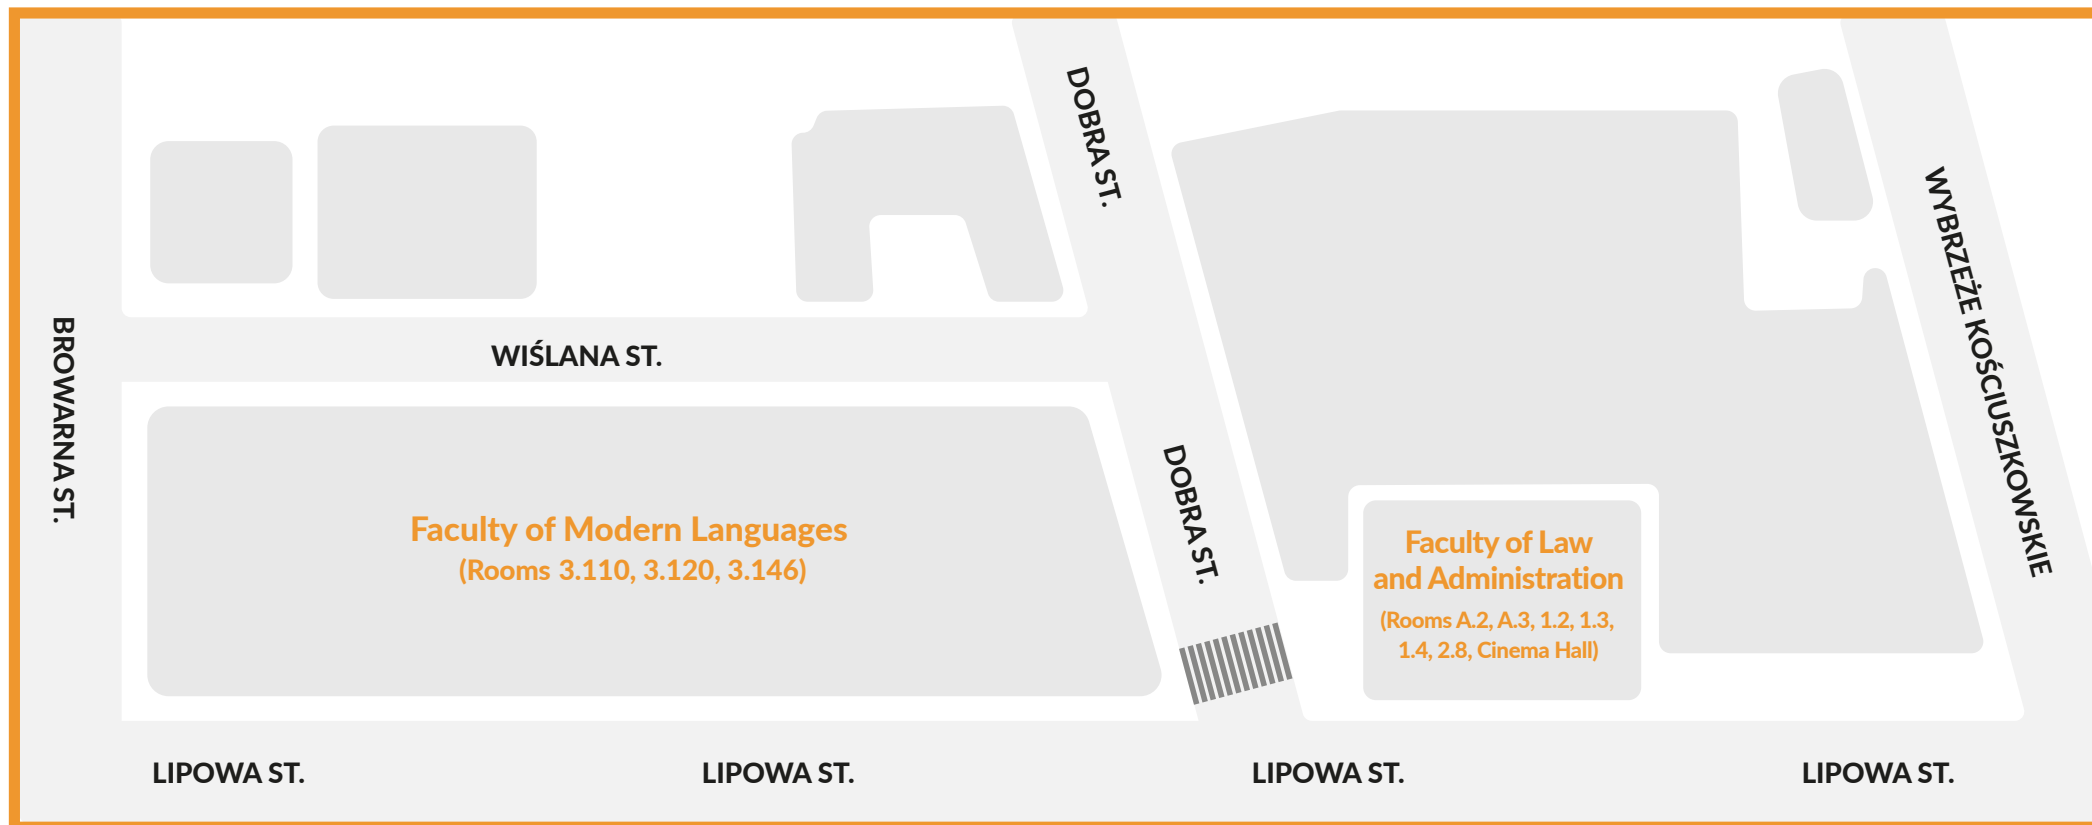 DOBRA ST.
WYBRZEŻE KOŚCIUSZKOWSKIE
BROWARNA ST.
WIŚLANA ST.
DOBRA ST.
Faculty of Modern Languages
(Rooms 3.110, 3.120, 3.146)
Faculty of Law
and Administration
(Rooms A.2, A.3, 1.2, 1.3,
1.4, 2.8, Cinema Hall)
LIPOWA ST.
LIPOWA ST.
LIPOWA ST.
LIPOWA ST.